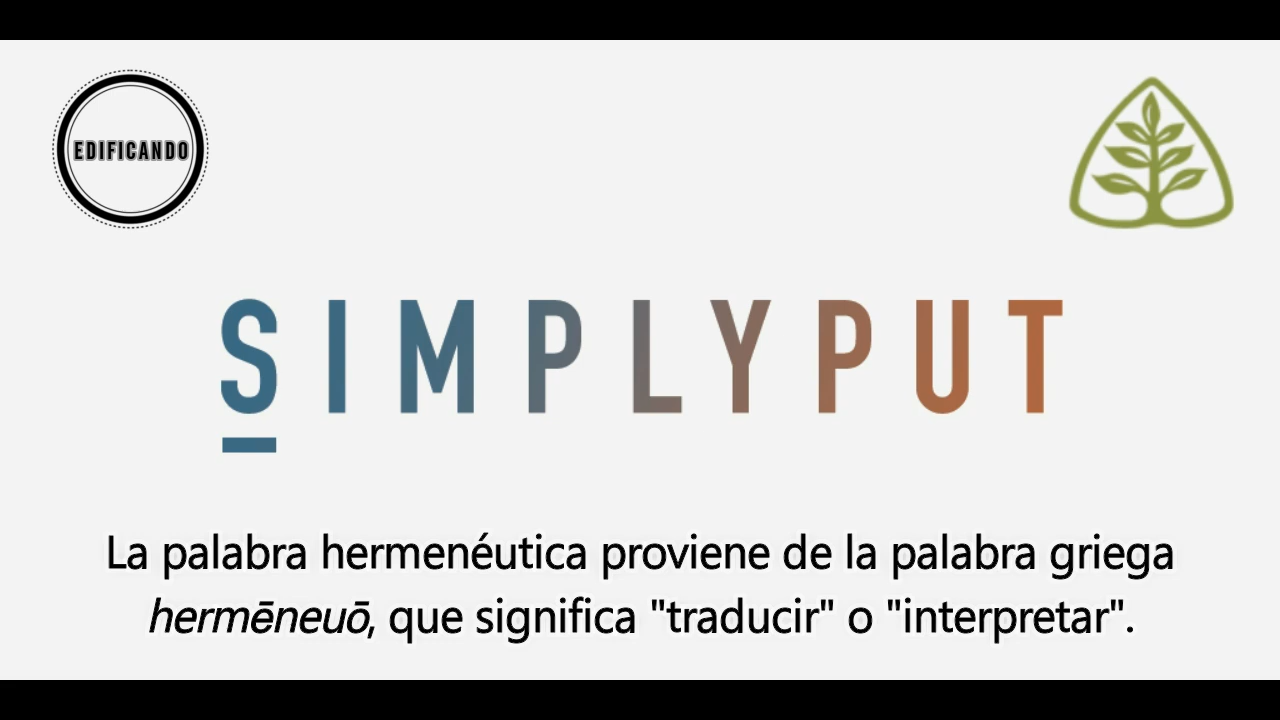 EDIFICANDO
SIMPLYPUT
La palabra hermenéutica proviene de la palabra griega
hermēneuō, que significa "traducir" o "interpretar".